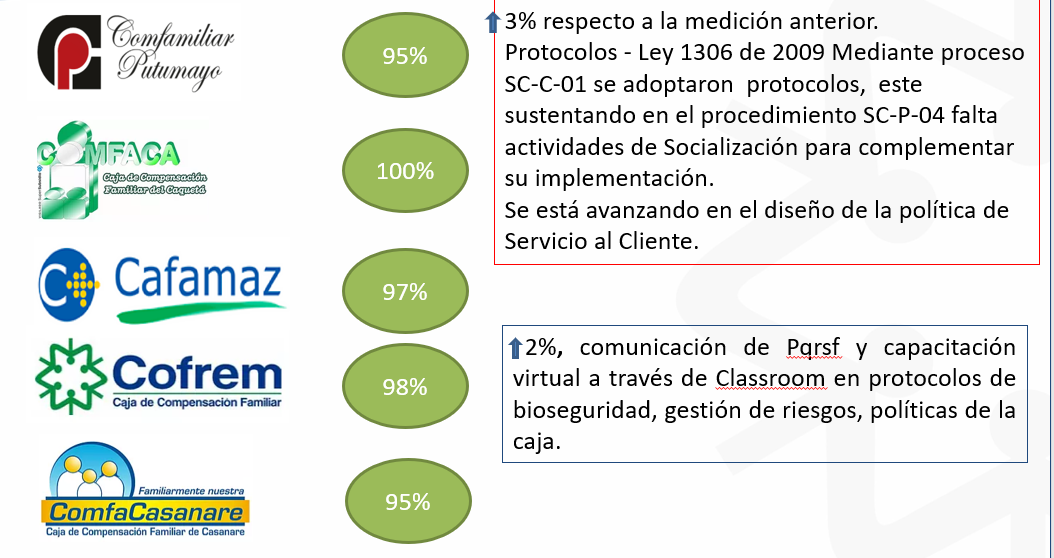 Comfamiliar
Putumayo
95%
3% respecto a la medición anterior.
Protocolos - Ley 1306 de 2009 Mediante proceso
SC-C-01 se adoptaron protocolos, este
sustentando en el procedimiento SC-P-04 falta
actividades de Socialización para complementar
su implementación.
Se está avanzando en el diseño de la política de
Servicio al Cliente.
COMFACA
Caja de Compensación
Familiar del Caquetá
100%
C
Cafamaz
97%
Cofrem
Caja de Compensación Familiar
98%
2%, comunicación de Pqrsf y capacitación
virtual a través de Classroom en protocolos de
bioseguridad, gestión de riesgos, políticas de la
caja.
Familiarmente nuestra
ComfaCasanare
Caja de Compensación Familiar de Casanare
95%